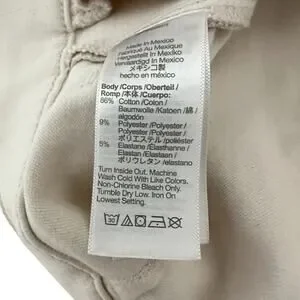 Made In Mexico
Fabriqué Au Mexique
Hergestellt In Mexiko
Vervaardigd In Mexico
メキシコ製
hecho en méxico
Body /Corps /Oberteil /
Romp /本体 /Cuerpo:
86% Cotton /Coton /
Baumwolle /Katoen /綿 /
algodón
9% Polyester /Polyester /
Polyester /Polyester /
ポリエステル /poliéster
5% Elastane /Élasthanne /
Elastan /Elastaan /
ポリウレタン /elastano
Turn Inside Out. Machine
Wash Cold With Like Colors.
Non-Chlorine Bleach Only.
Tumble Dry Low. Iron On
Lowest Setting.
30